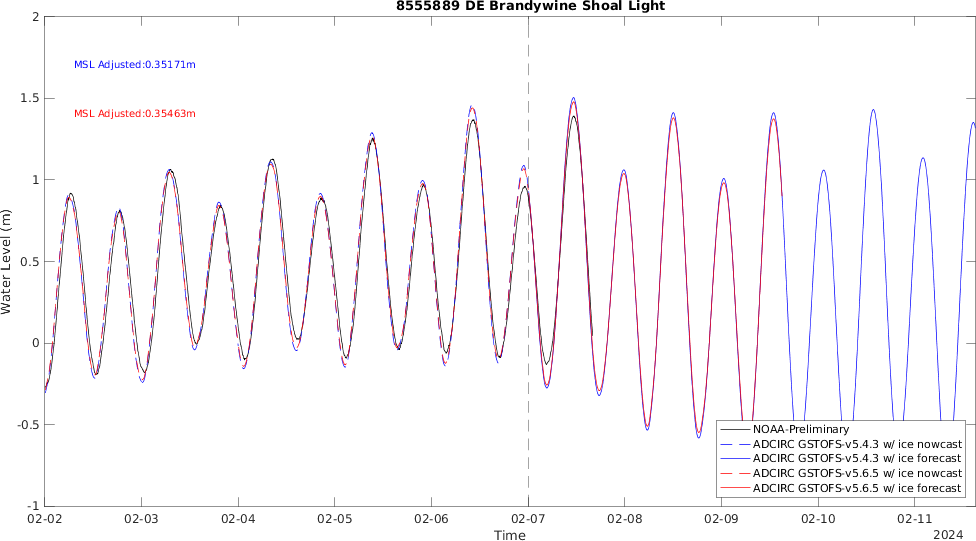 8555889 DE Brandywine Shoal Light
2
MSL Adjusted:0.35171m
1.5
MSL Adjusted:0.35463m
1
0.5
0
-0.5
-1
Water Level (m)
NOAA-Preliminary
ADCIRC GSTOFS-v5.4.3 w/ ice nowcast
ADCIRC GSTOFS-v5.4.3 w/ ice forecast
ADCIRC GSTOFS-v5.6.5 w/ ice nowcast
ADCIRC GSTOFS-v5.6.5 w/ ice forecast
02-02 02-03 02-04 02-05 02-06 02-07 02-08 02-09 02-10 02-11
Time
2024